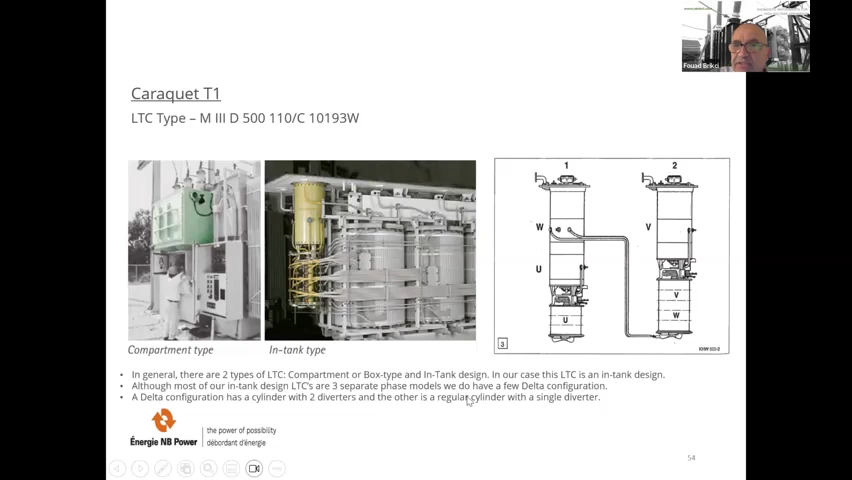 Fouad Brikci
Caraquet T1
LTC Type – M III D 500 110/C 10193W
1
2
W
V
U
V
U
W
3
Compartment type
In-tank type
• In general, there are 2 types of LTC: Compartment or Box-type and In-Tank design. In our case this LTC is an in-tank design.
• Although most of our in-tank design LTC's are 3 separate phase models we do have a few Delta configuration.
• A Delta configuration has a cylinder with 2 diverters and the other is a regular cylinder with a single diverter.
Énergie NB Power
the power of possibility
débordant d'énergie
54